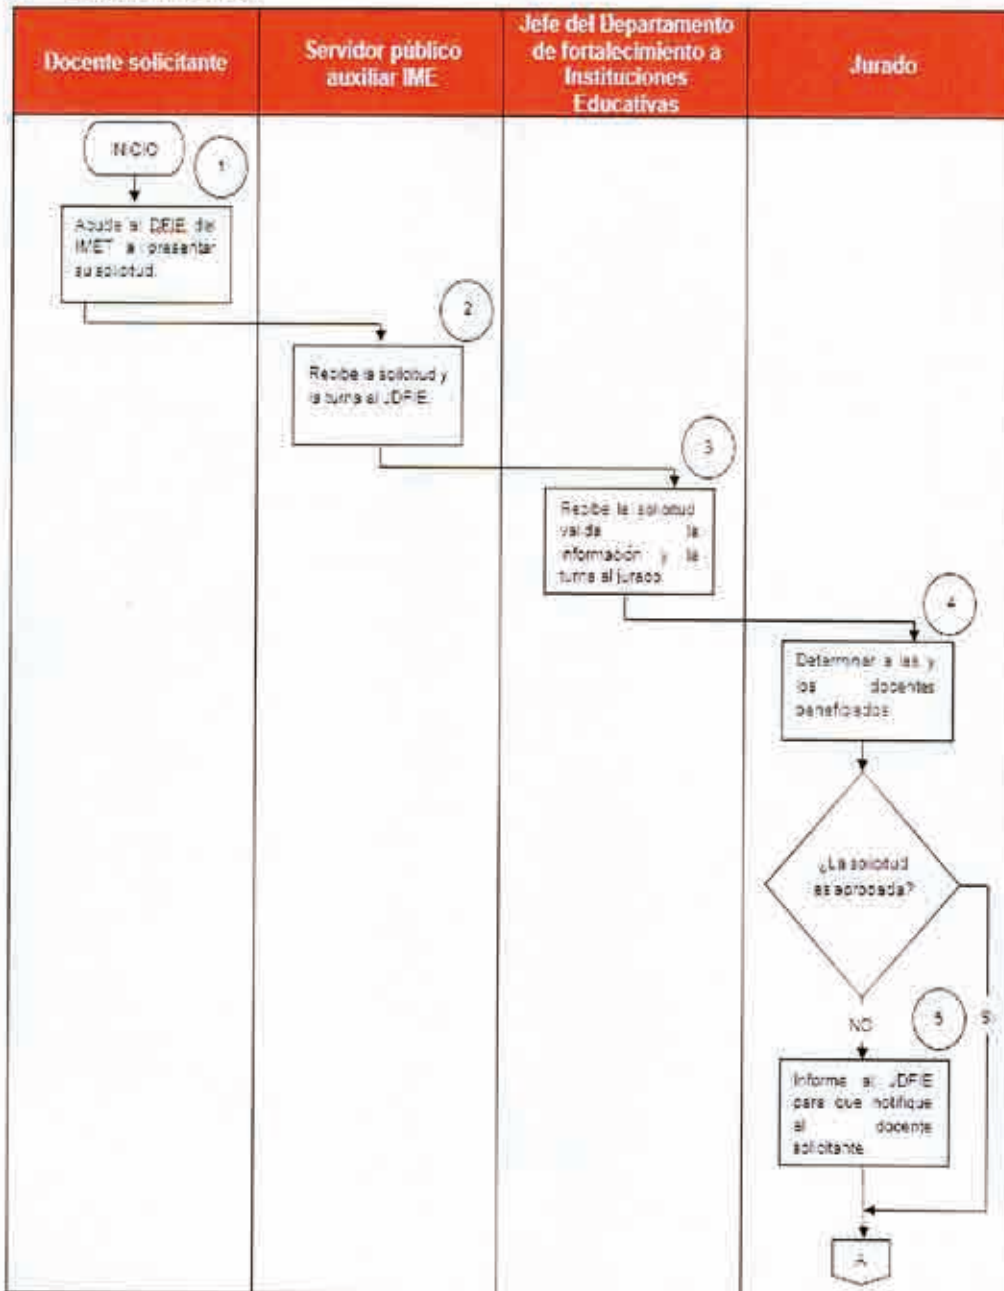 Docente solicitante
Servidor público
auxiliar IME
Jefe del Departamento
de fortalecimiento a
Instituciones
Educativas
Jurado
INICIO
1
Acude al DFIE del
IMET a presentar
su solicitud.
2
Recibe la solicitud y
la turna al JDFIE.
3
Recibe la solicitud
valida la
información y la
turna al jurado
4
Determinar a las y
los docentes
beneficiados
¿La solicitud
es aprobada?
NO
5
Informa al JDFIE
para que notifique
al docente
solicitante
A